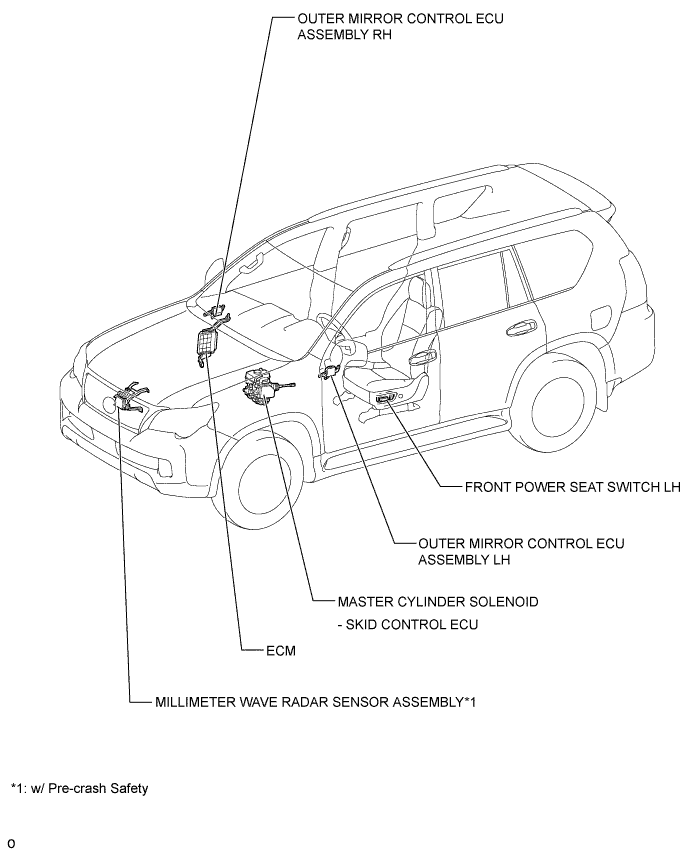 OUTER MIRROR CONTROL ECU
ASSEMBLY RH
FRONT POWER SEAT SWITCH LH
OUTER MIRROR CONTROL ECU
ASSEMBLY LH
MASTER CYLINDER SOLENOID
- SKID CONTROL ECU
ECM
MILLIMETER WAVE RADAR SENSOR ASSEMBLY*1
*1: w/ Pre-crash Safety
O